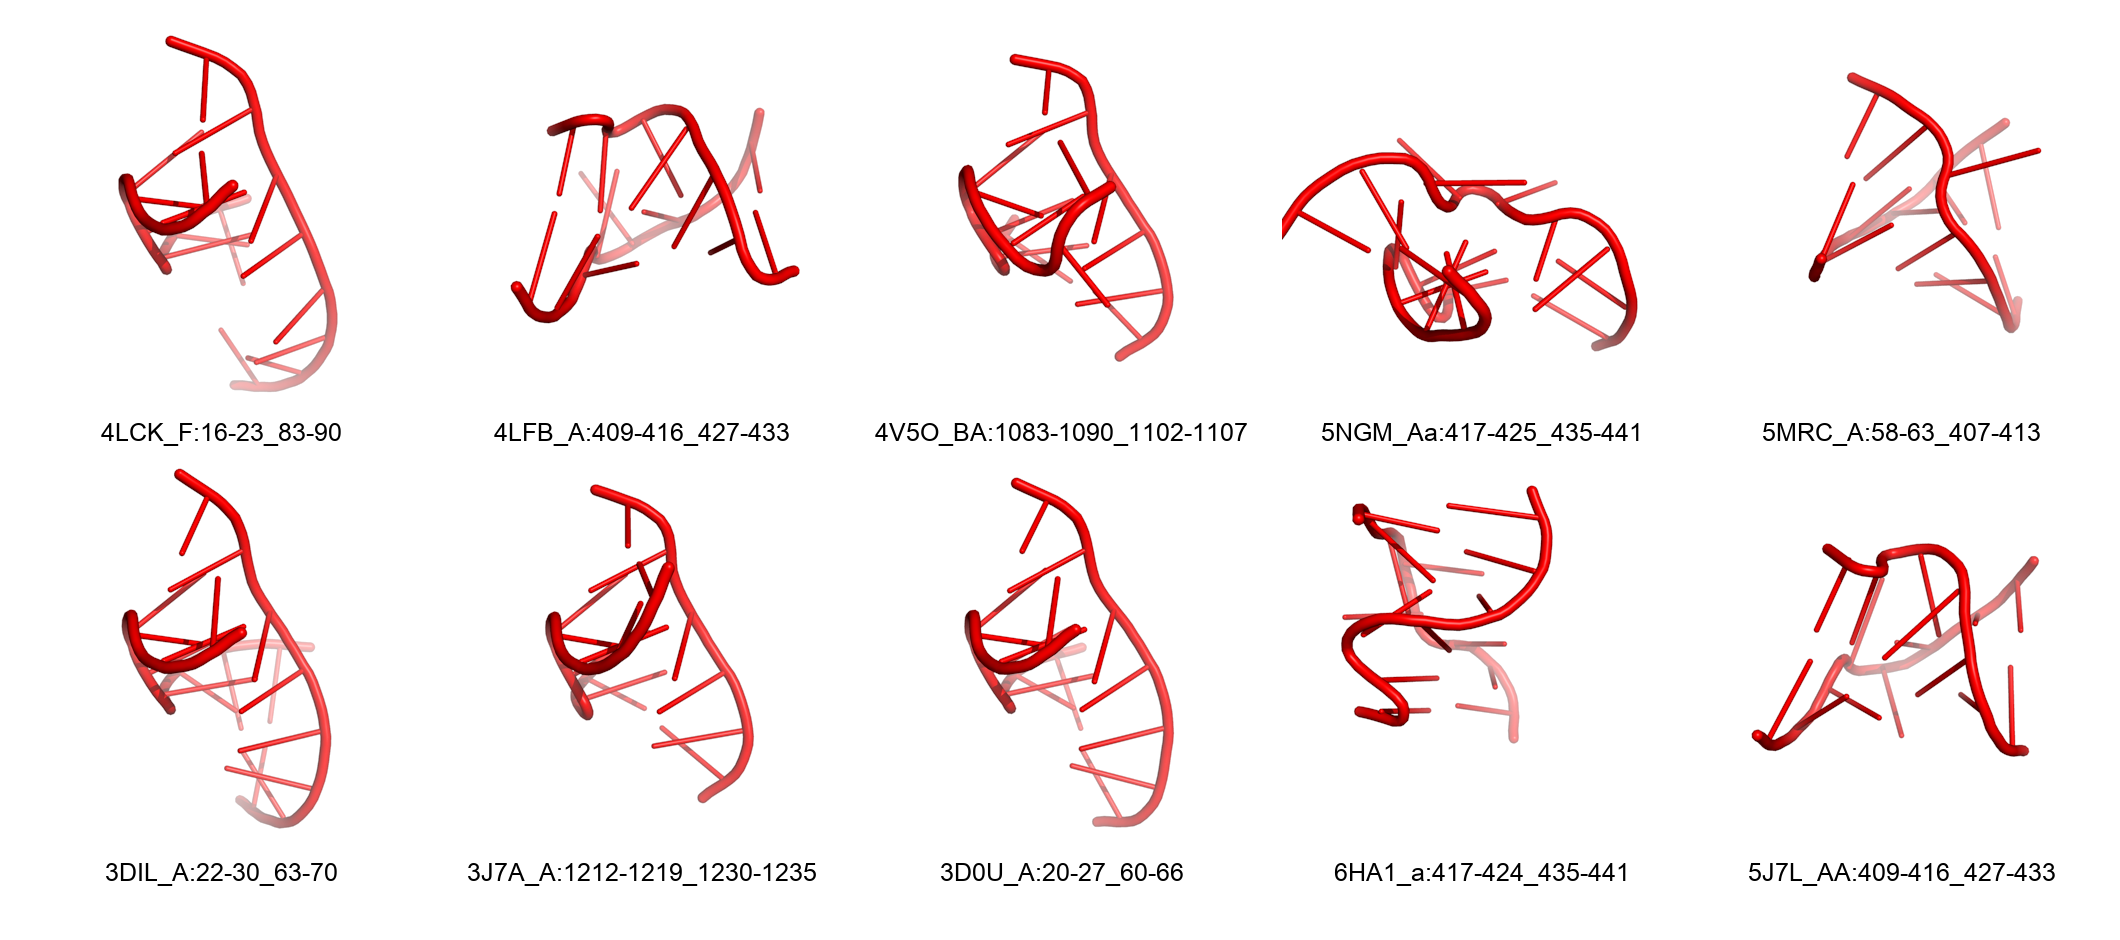 4LCK_F:16-23_83-90
4LFB_A:409-416_427-433
4V5O_BA:1083-1090_1102-1107
5NGM_Aa:417-425_435-441
5MRC_A:58-63_407-413
3DIL_A:22-30_63-70
3J7A_A:1212-1219_1230-1235
3D0U_A:20-27_60-66
6HA1_a:417-424_435-441
5J7L_AA:409-416_427-433